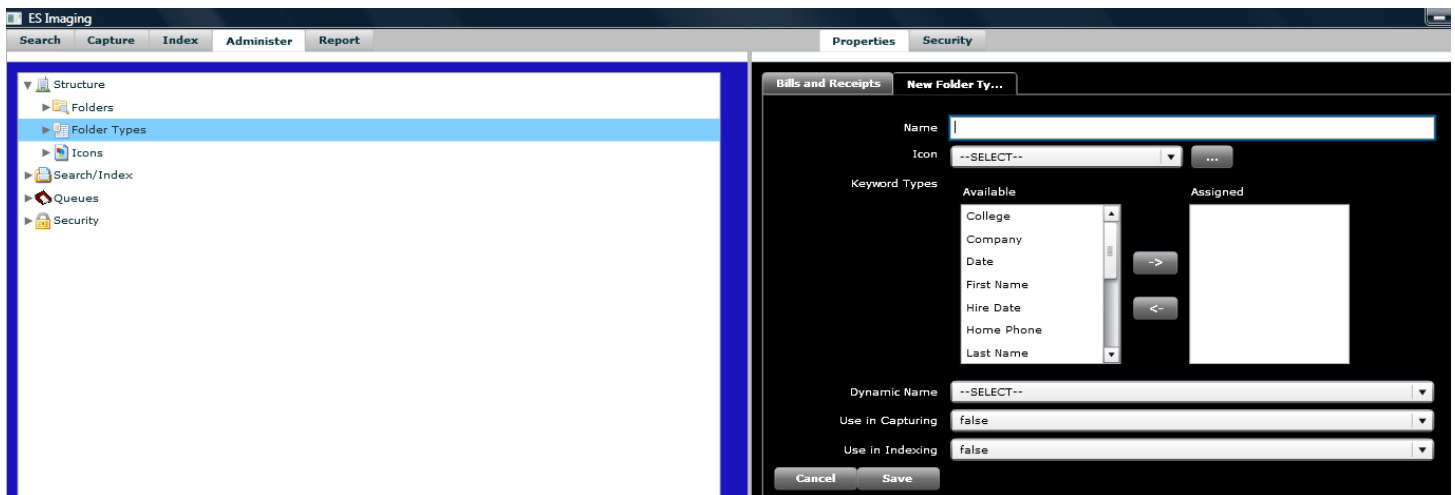 ES Imaging
Search Capture Index Administer Report
Properties Security
Structure
Folders
Folder Types
Icons
Search/Index
Queues
Security
Bills and Receipts New Folder Ty...
Name
Icon --SELECT-- ...
Keyword Types
Available Assigned
College
Company
Date
First Name
Hire Date
Home Phone
Last Name
->
<-
Dynamic Name --SELECT--
Use in Capturing false
Use in Indexing false
Cancel Save